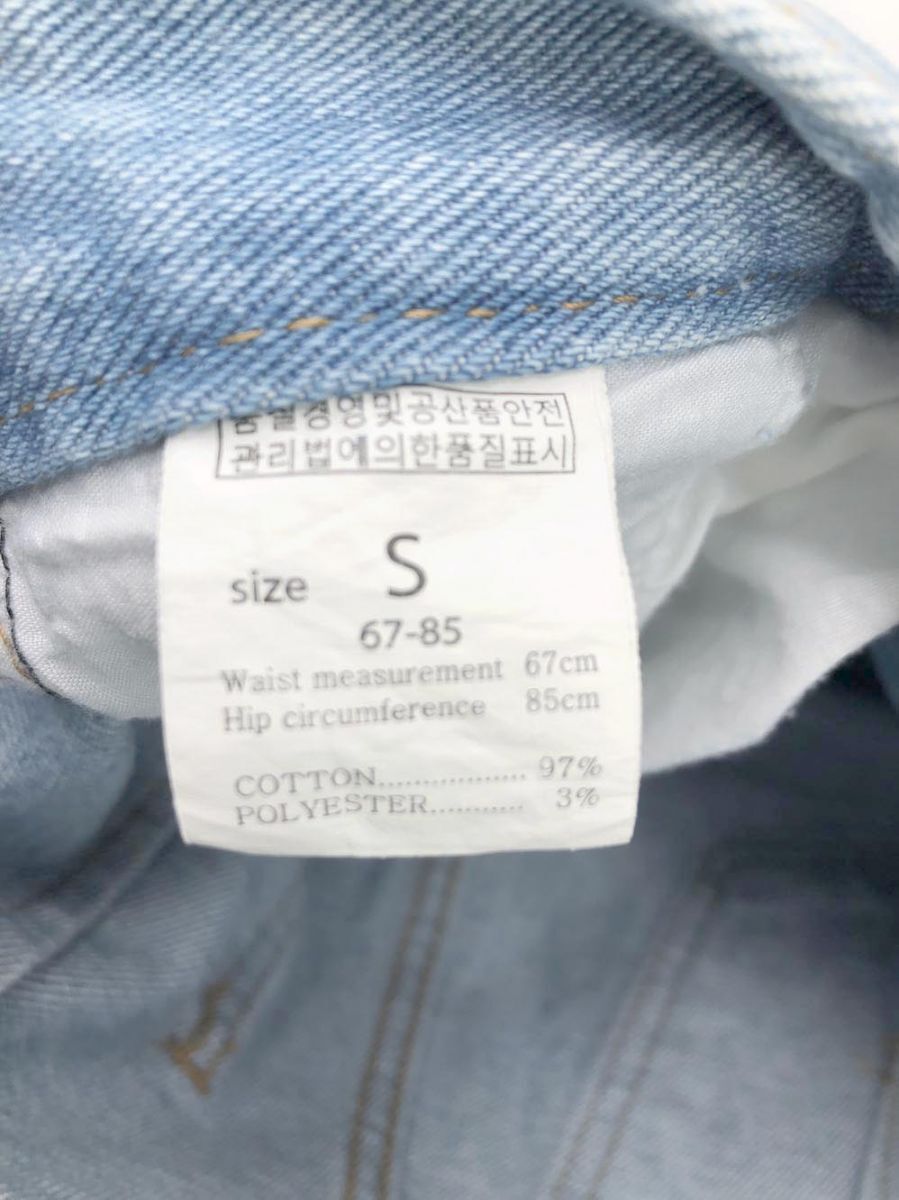 품질경영및공산품안전
관리법에의한품질표시
size S
67-85
Waist measurement 67cm
Hip circumference 85cm
COTTON.................. 97%
POLYESTER............ 3%